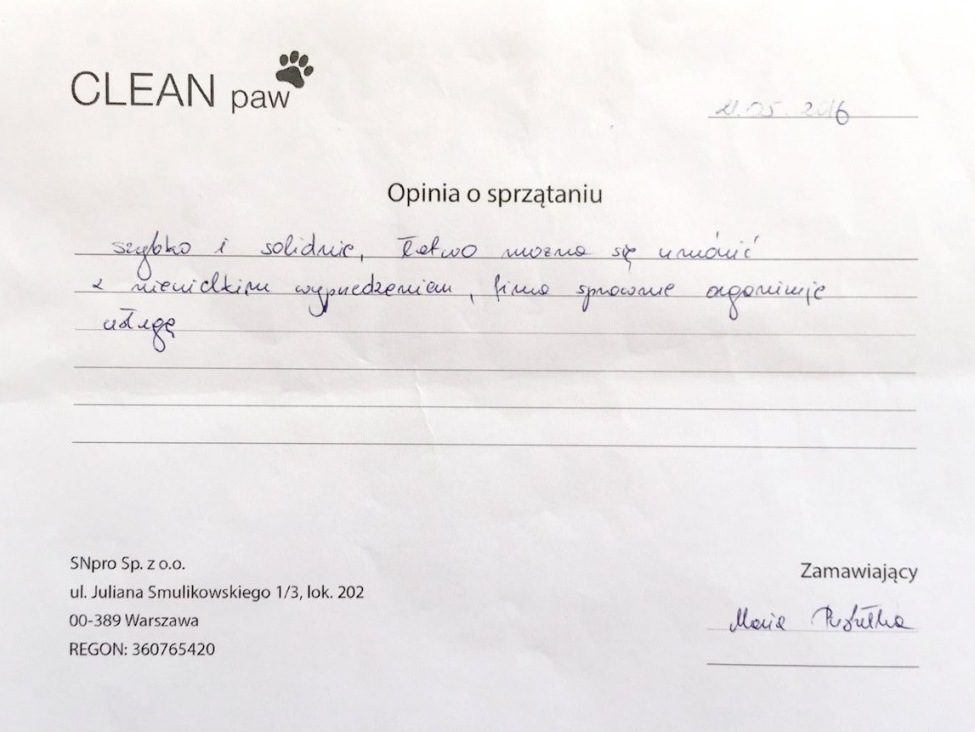 CLEAN paw
21.05.2016
Opinia o sprzątaniu
szybko i solidnie, łatwo można się umówić
z niewielkim wyprzedzeniem, firma sprawnie organizuje
usługę
SNpro Sp. z o.o.
ul. Juliana Smulikowskiego 1/3, lok. 202
00-389 Warszawa
REGON: 360765420
Zamawiający
Maria